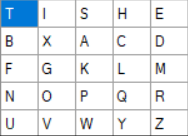 T I S H E
B X A C D
F G K L M
N O P Q R
U V W Y Z